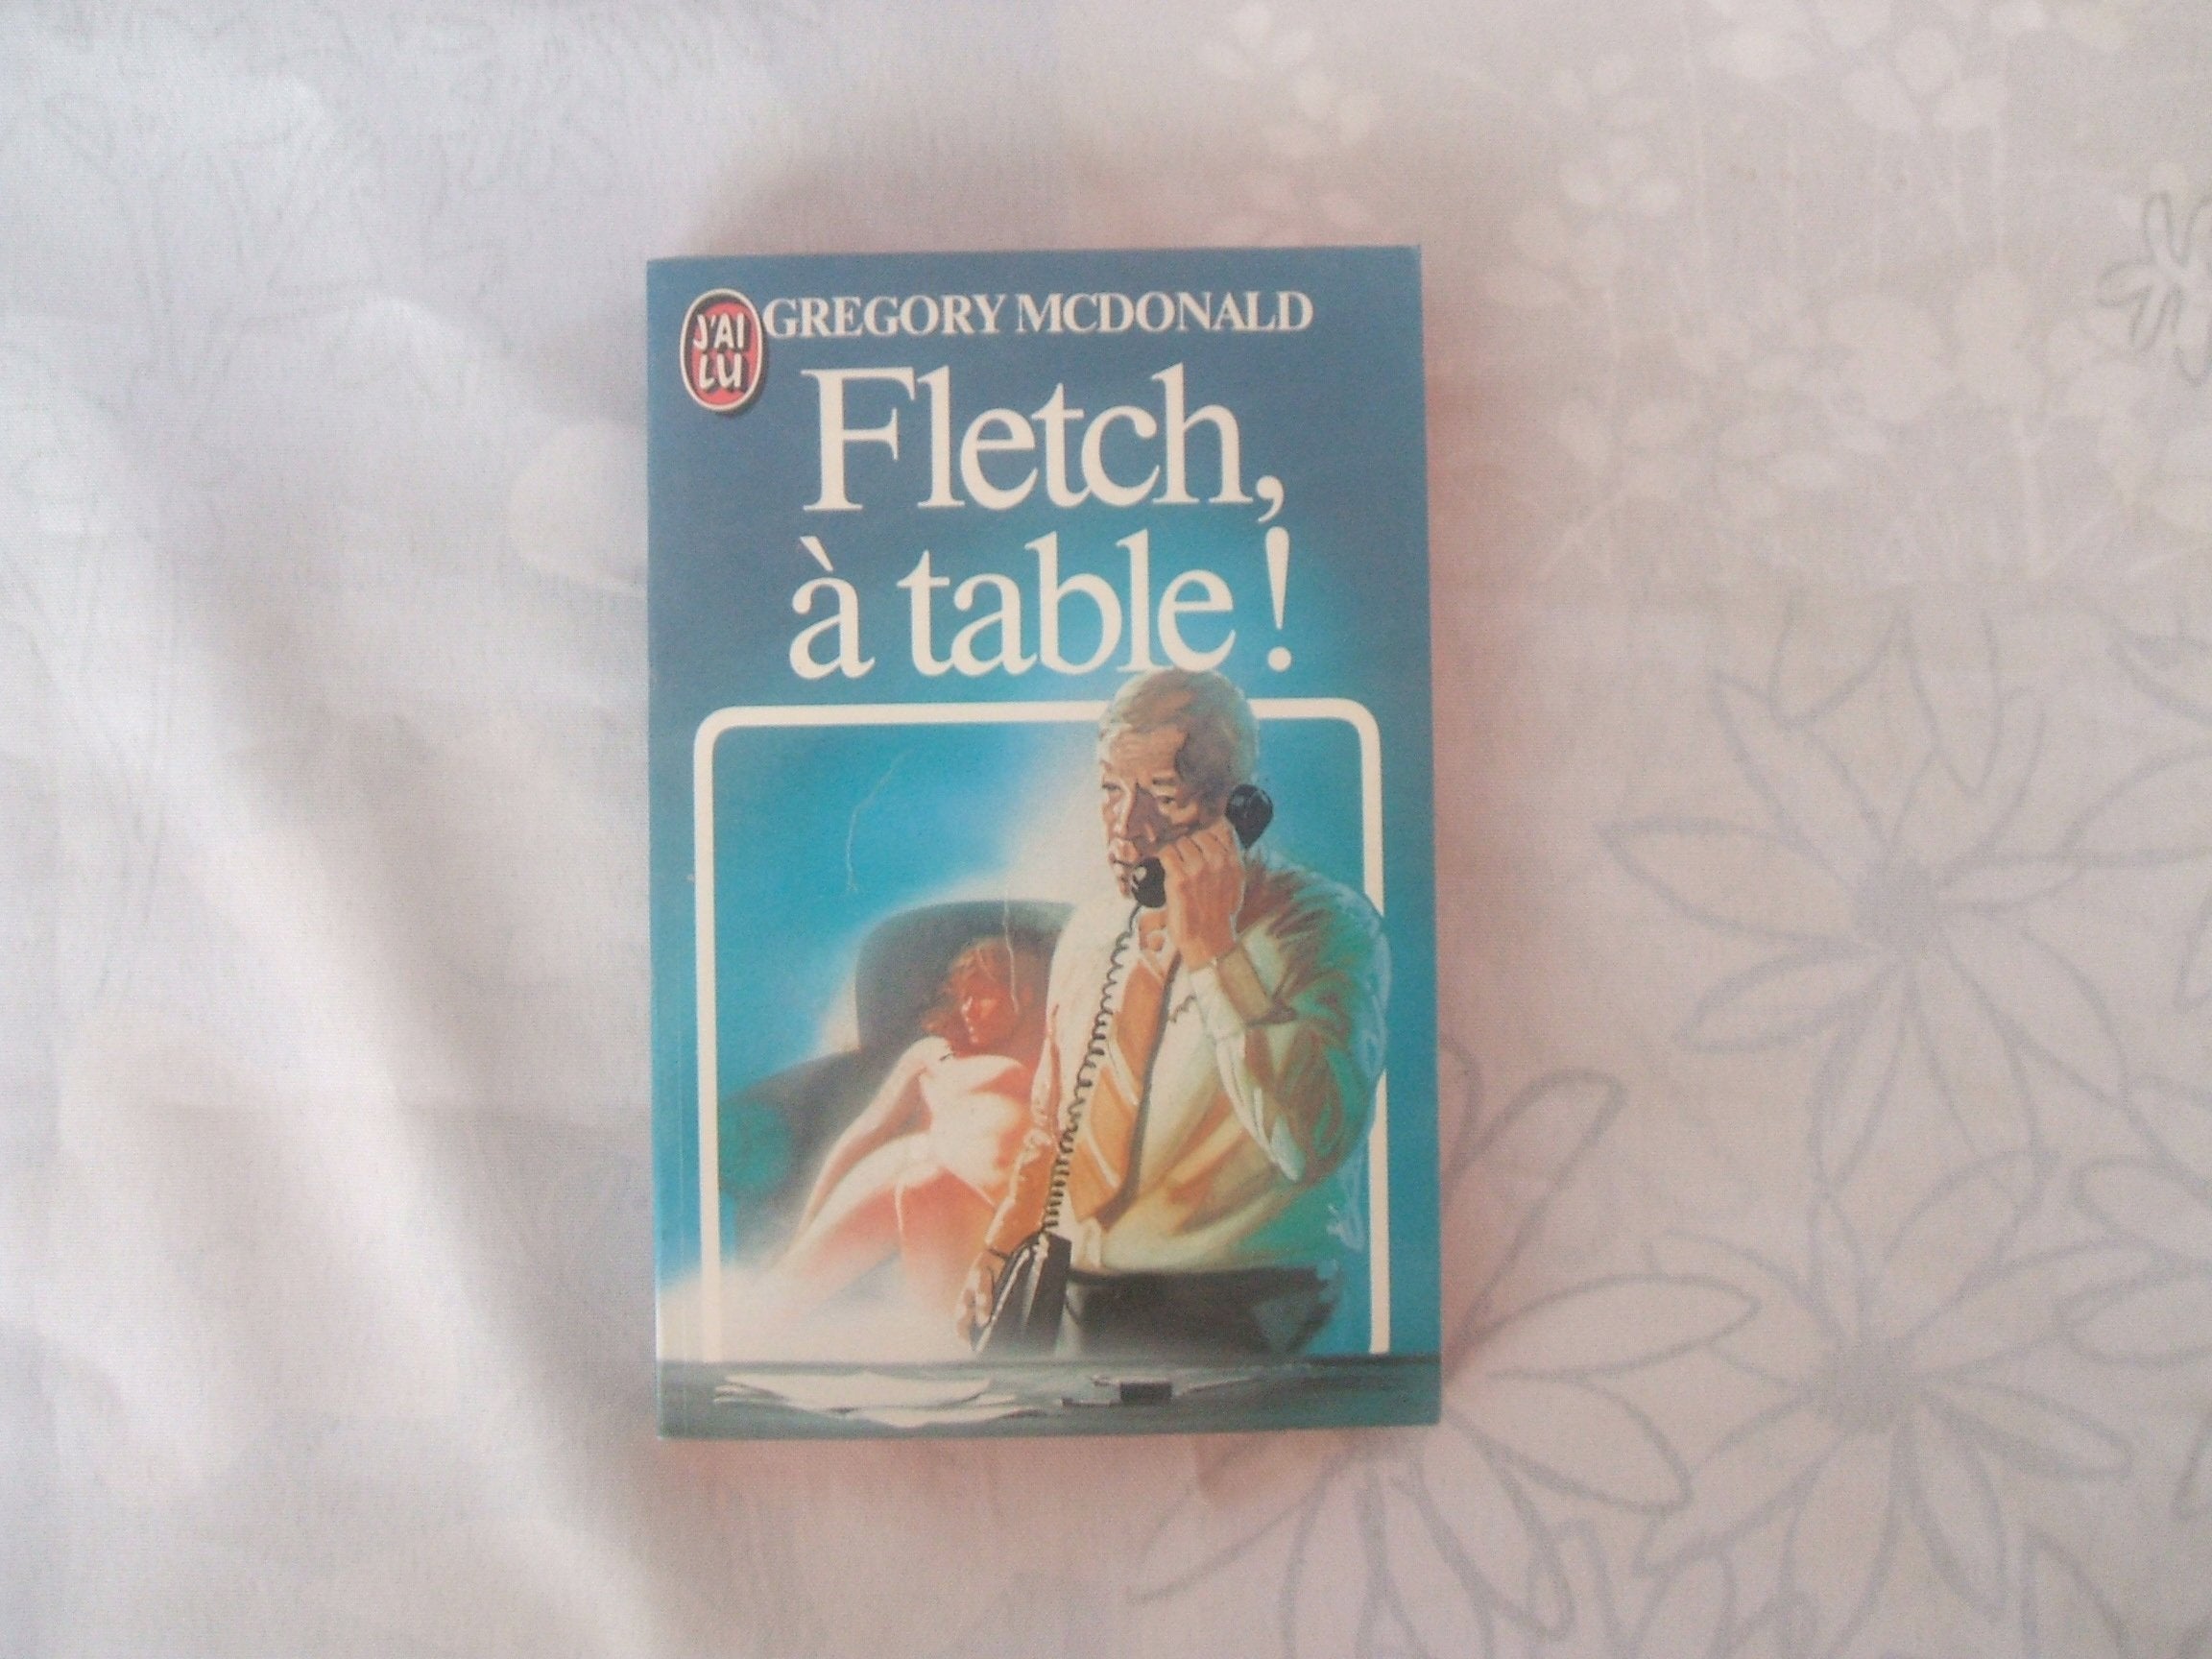 J'AI
LU
GREGORY MCDONALD
Fletch,
à table !